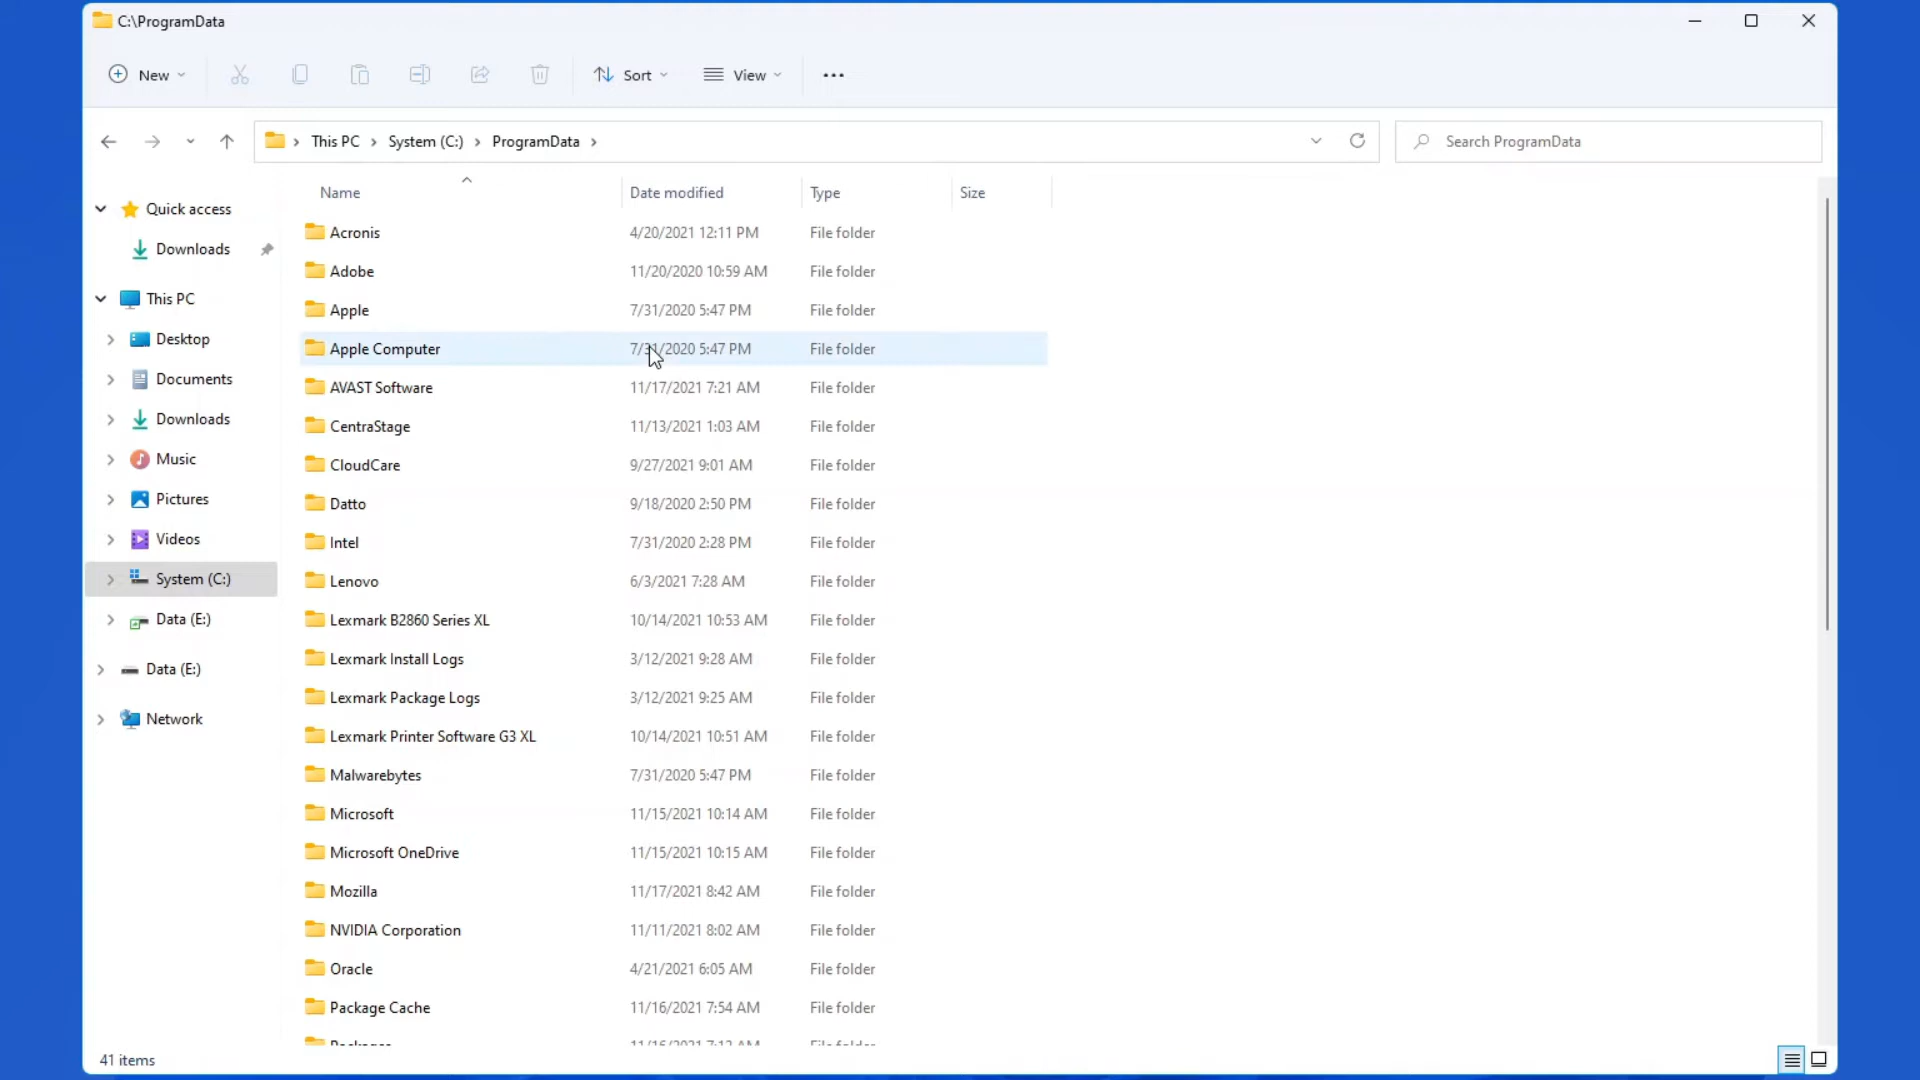 C:\ProgramData
New
Sort
View
This PC > System (C:) > ProgramData >
Search ProgramData
Name Date modified Type Size
Quick access
Downloads
This PC
Desktop
Documents
Downloads
Music
Pictures
Videos
System (C:)
Data (E:)
Data (E:)
Network
Acronis 4/20/2021 12:11 PM File folder
Adobe 11/20/2020 10:59 AM File folder
Apple 7/31/2020 5:47 PM File folder
Apple Computer 7/31/2020 5:47 PM File folder
AVAST Software 11/17/2021 7:21 AM File folder
CentraStage 11/13/2021 1:03 AM File folder
CloudCare 9/27/2021 9:01 AM File folder
Datto 9/18/2020 2:50 PM File folder
Intel 7/31/2020 2:28 PM File folder
Lenovo 6/3/2021 7:28 AM File folder
Lexmark B2860 Series XL 10/14/2021 10:53 AM File folder
Lexmark Install Logs 3/12/2021 9:28 AM File folder
Lexmark Package Logs 3/12/2021 9:25 AM File folder
Lexmark Printer Software G3 XL 10/14/2021 10:51 AM File folder
Malwarebytes 7/31/2020 5:47 PM File folder
Microsoft 11/15/2021 10:14 AM File folder
Microsoft OneDrive 11/15/2021 10:15 AM File folder
Mozilla 11/17/2021 8:42 AM File folder
NVIDIA Corporation 11/11/2021 8:02 AM File folder
Oracle 4/21/2021 6:05 AM File folder
Package Cache 11/16/2021 7:54 AM File folder
41 items